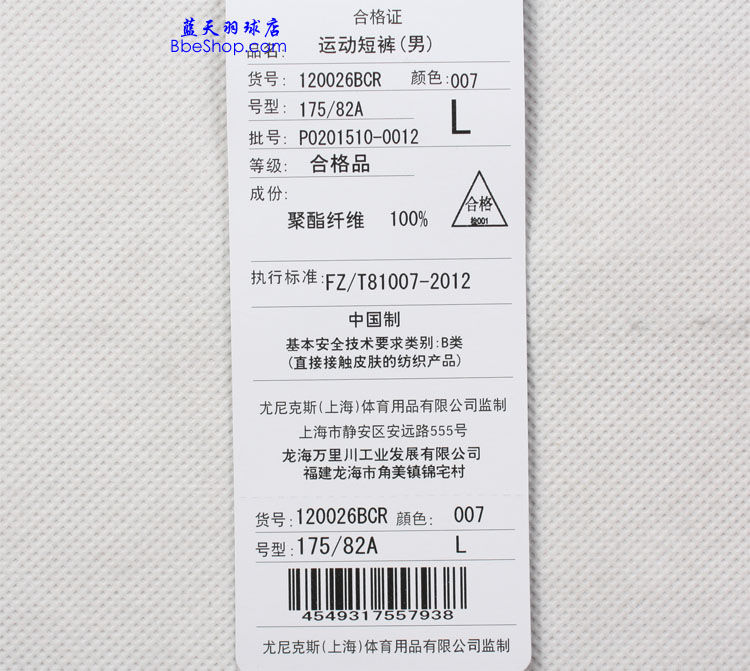 蓝天羽球店
BbeShop.com
合格证
品名: 运动短裤(男)
货号: 120026BCR 颜色: 007
号型: 175/82A L
批号: PO201510-0012
等级: 合格品
成份:
聚酯纤维 100%
合格
检001
执行标准: FZ/T81007-2012
中国制
基本安全技术要求类别:B类
(直接接触皮肤的纺织产品)
尤尼克斯(上海)体育用品有限公司监制
上海市静安区安远路555号
龙海万里川工业发展有限公司
福建龙海市角美镇锦宅村
货号: 120026BCR 顔色: 007
号型: 175/82A L
4549317557938
尤尼克斯(上海)体育用品有限公司监制